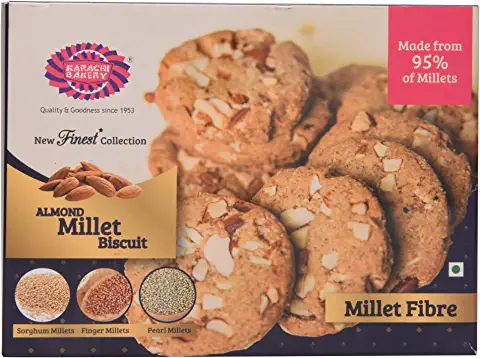 KARACHI
BAKERY
®
Quality & Goodness since 1953
New Finest* Collection
Made from
95%
of Millets
ALMOND
Millet
Biscuit
Sorghum Millets
Finger Millets
Pearl Millets
Millet Fibre